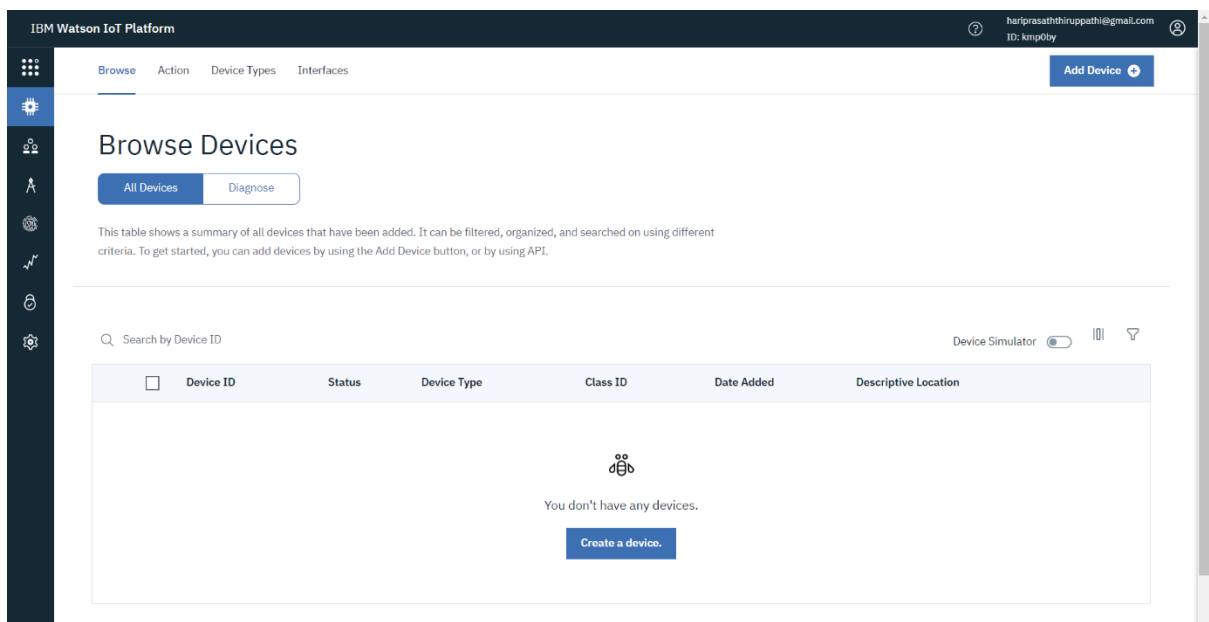 IBM Watson IoT Platform
hariprasaththiruppathi@gmail.com
ID: kmp0by
Browse Action Device Types Interfaces
Add Device
Browse Devices
All Devices Diagnose
This table shows a summary of all devices that have been added. It can be filtered, organized, and searched on using different
criteria. To get started, you can add devices by using the Add Device button, or by using API.
Search by Device ID
Device Simulator
Device ID Status Device Type Class ID Date Added Descriptive Location
You don't have any devices.
Create a device.